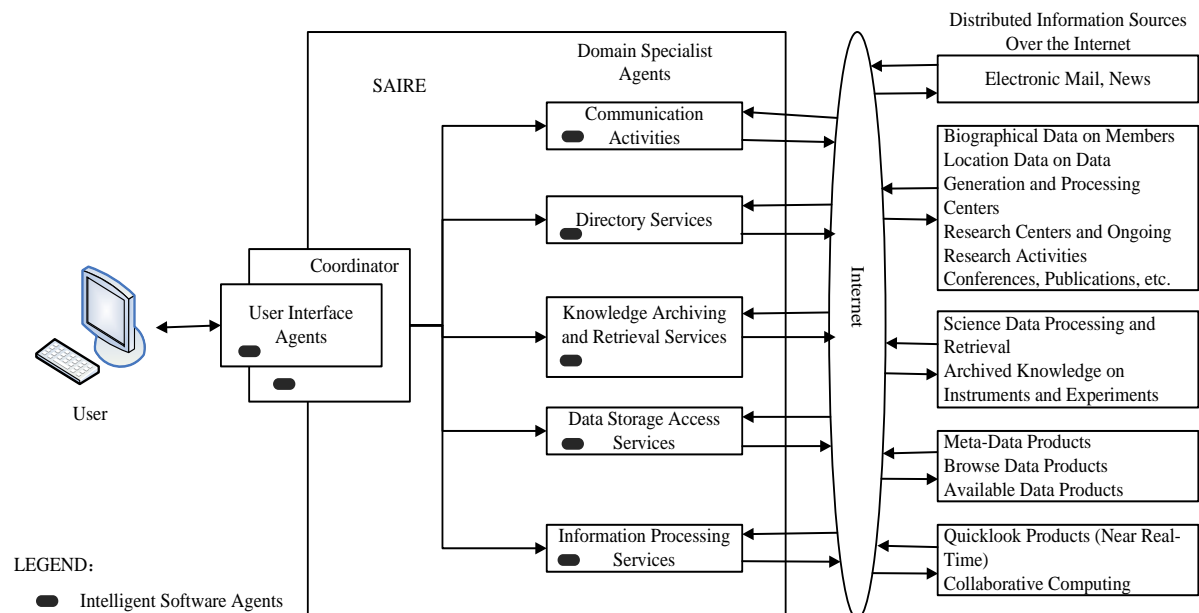 Distributed Information Sources
Over the Internet
Domain Specialist
Agents
SAIRE
Electronic Mail, News
Communication
Activities
Biographical Data on Members
Location Data on Data
Generation and Processing
Centers
Research Centers and Ongoing
Research Activities
Conferences, Publications, etc.
Directory Services
Coordinator
User Interface
Agents
Internet
Knowledge Archiving
and Retrieval Services
Science Data Processing and
Retrieval
Archived Knowledge on
Instruments and Experiments
User
Data Storage Access
Services
Meta-Data Products
Browse Data Products
Available Data Products
Information Processing
Services
Quicklook Products (Near Real-
Time)
Collaborative Computing
LEGEND：
Intelligent Software Agents